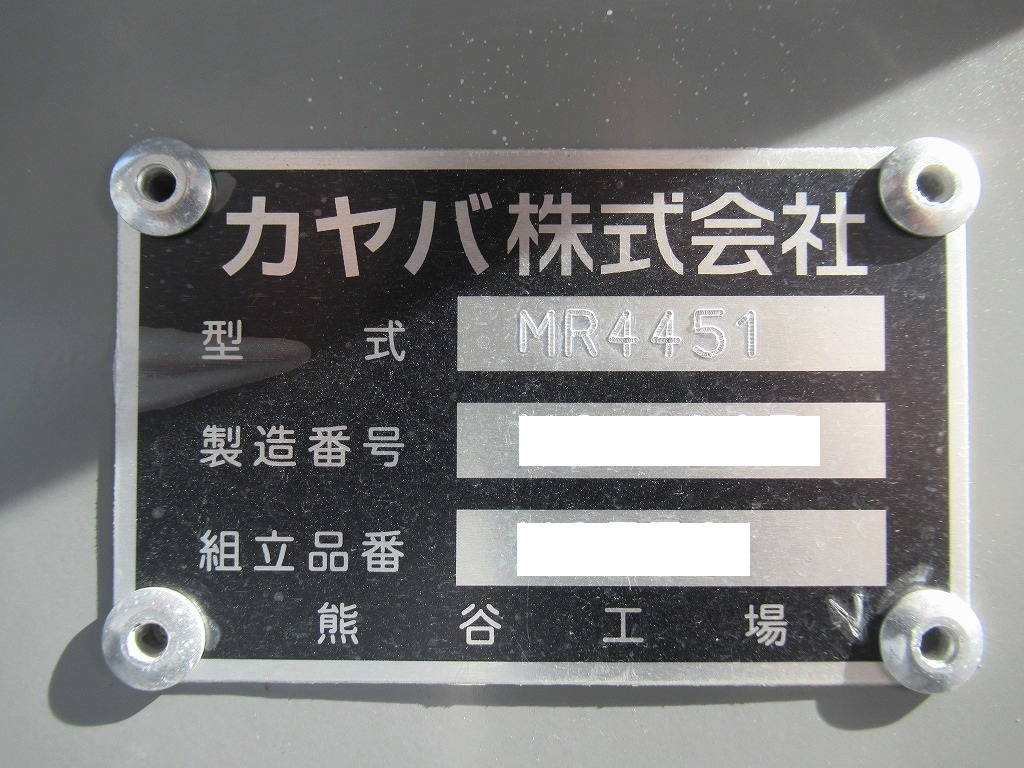 カヤバ株式会社
型式 MR4451
製造番号
組立品番
熊谷工場